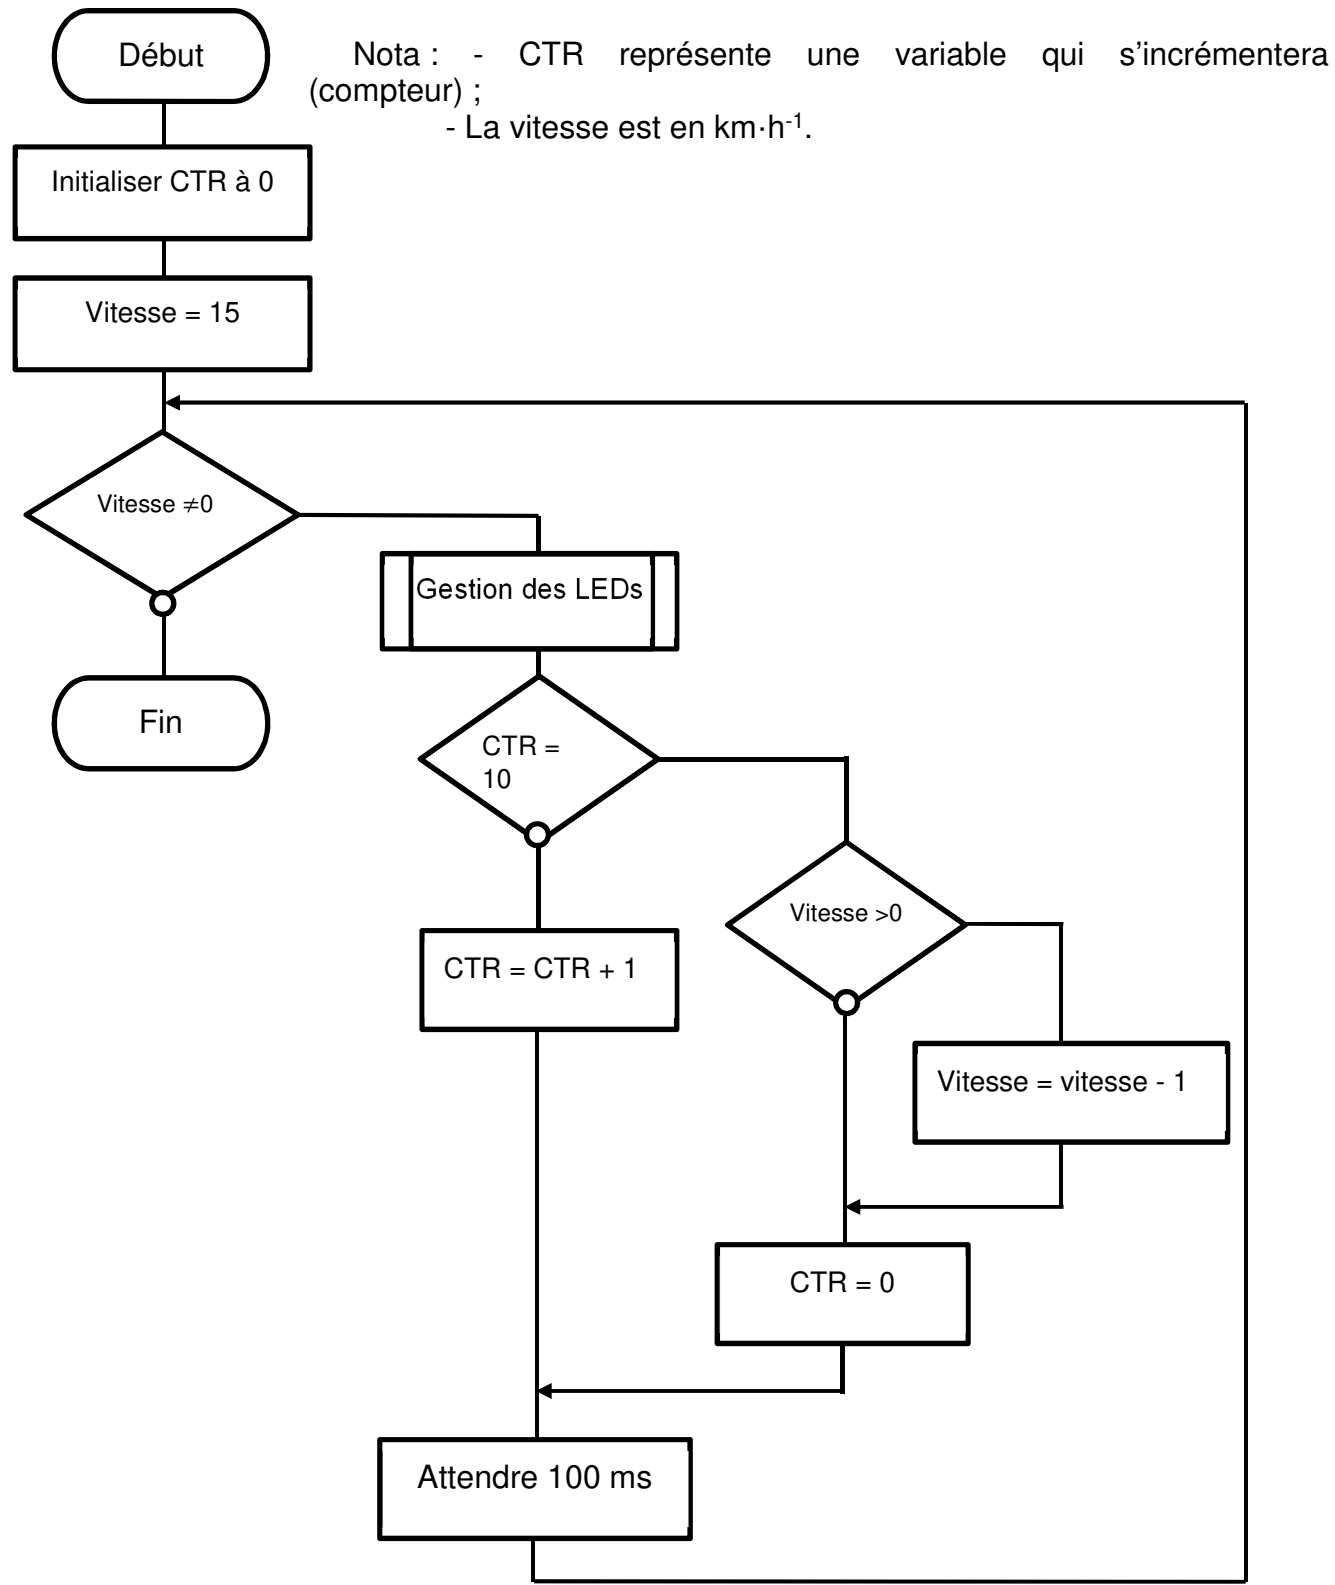 Début
Nota : - CTR représente une variable qui s'incrémentera
(compteur) ;
- La vitesse est en km·h-1.
Initialiser CTR à 0
Vitesse = 15
Vitesse ≠0
Gestion des LEDs
Fin
CTR =
10
Vitesse >0
CTR = CTR + 1
Vitesse = vitesse - 1
CTR = 0
Attendre 100 ms